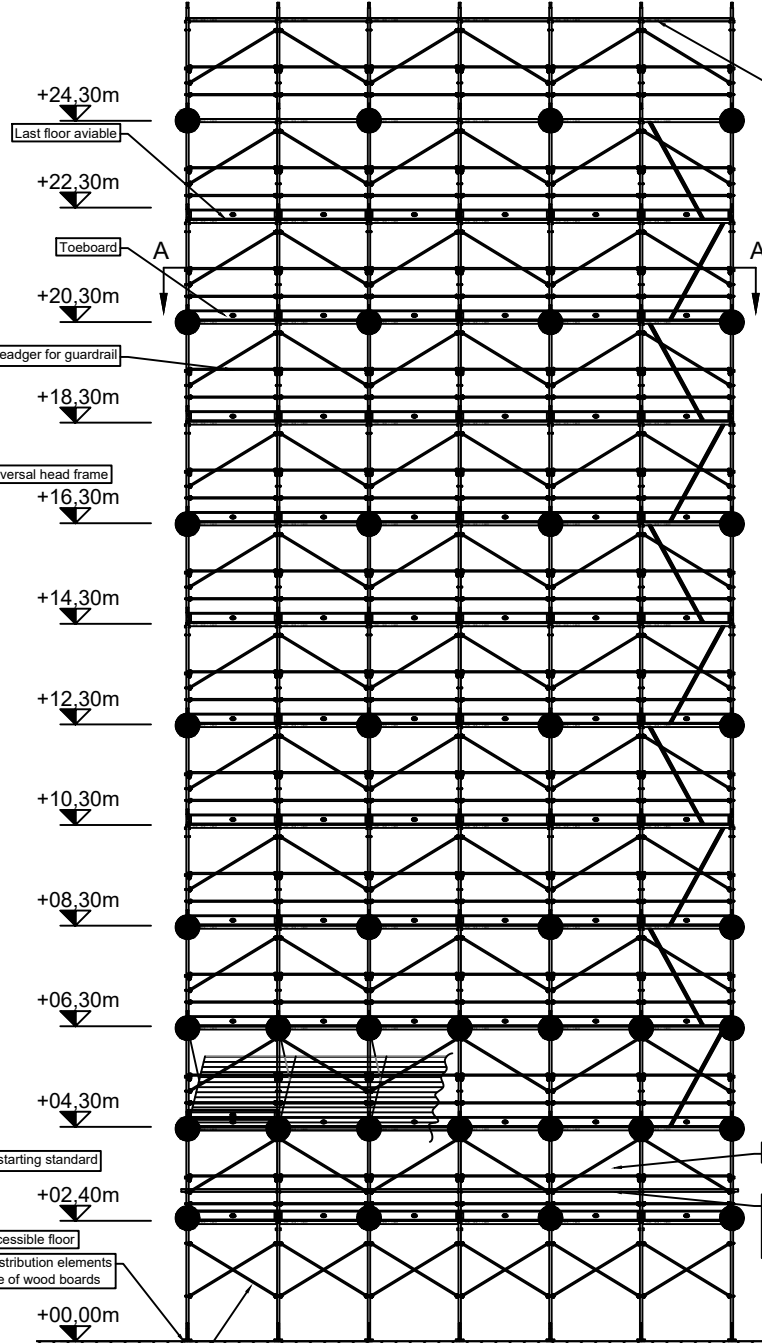 +24,30m
Last floor aviable
+22,30m
Toeboard
A
A
+20,30m
eadger for guardrail
+18,30m
versal head frame
+16,30m
+14,30m
+12,30m
+10,30m
+08,30m
+06,30m
+04,30m
starting standard
+02,40m
cessible floor
stribution elements
e of wood boards
+00,00m